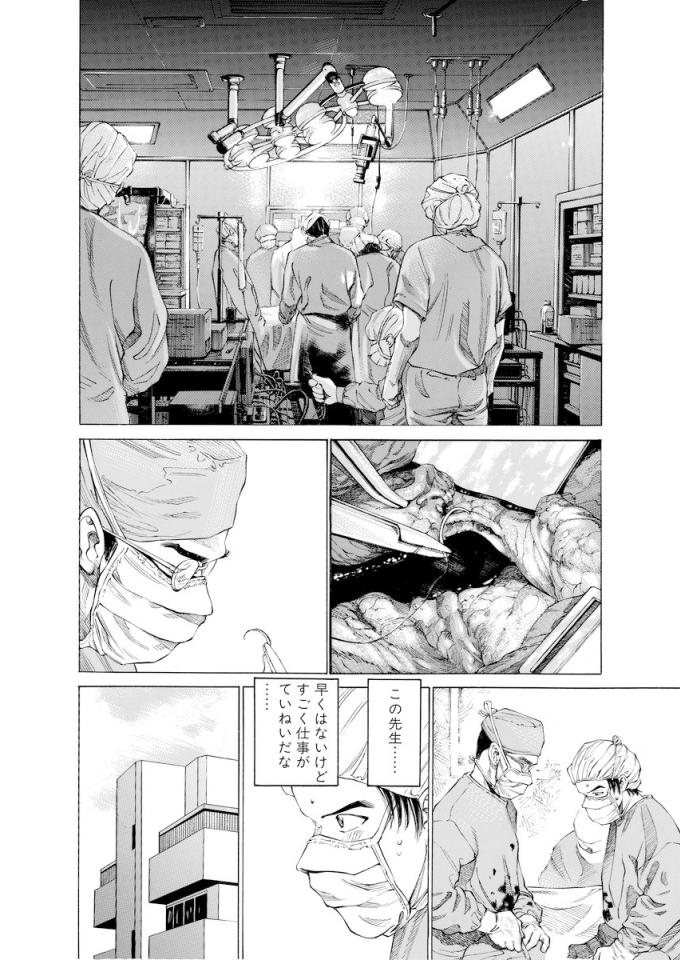 この先生……
早くはないけど
すごく仕事が
ていねいだな
……